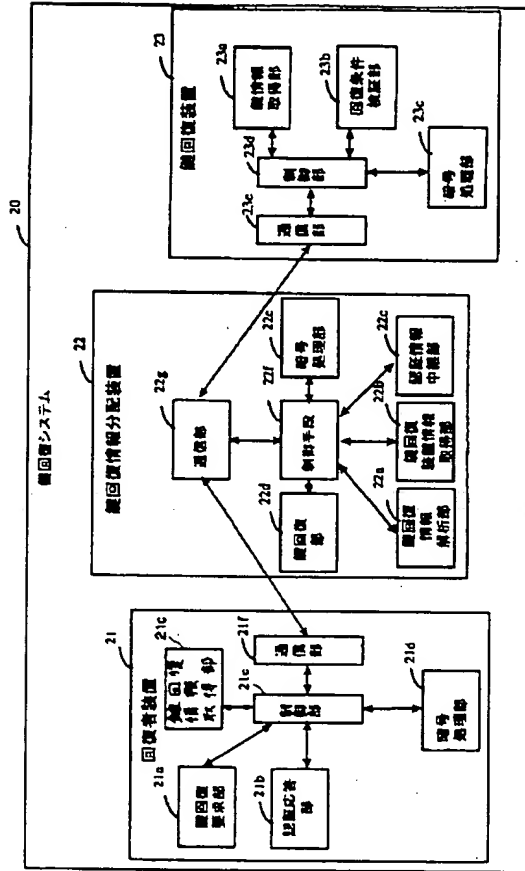 20
鍵回復システム
21
回復者装置
21a
鍵回復
要求部
21b
認証応答
部
21c
鍵回復
情報
取得部
21e
制御部
21f
通信部
21d
暗号
処理部
22
鍵回復情報分配装置
22g
通信部
22d
鍵回復
部
22f
制御手段
22e
暗号
処理部
22a
鍵回復
情報
解析部
22b
鍵回復
装置情報
取得部
22c
認証情報
中継部
23
鍵回復装置
23e
通信部
23d
制御部
23a
鍵情報
取得部
23b
回復条件
検証部
23c
暗号
処理部